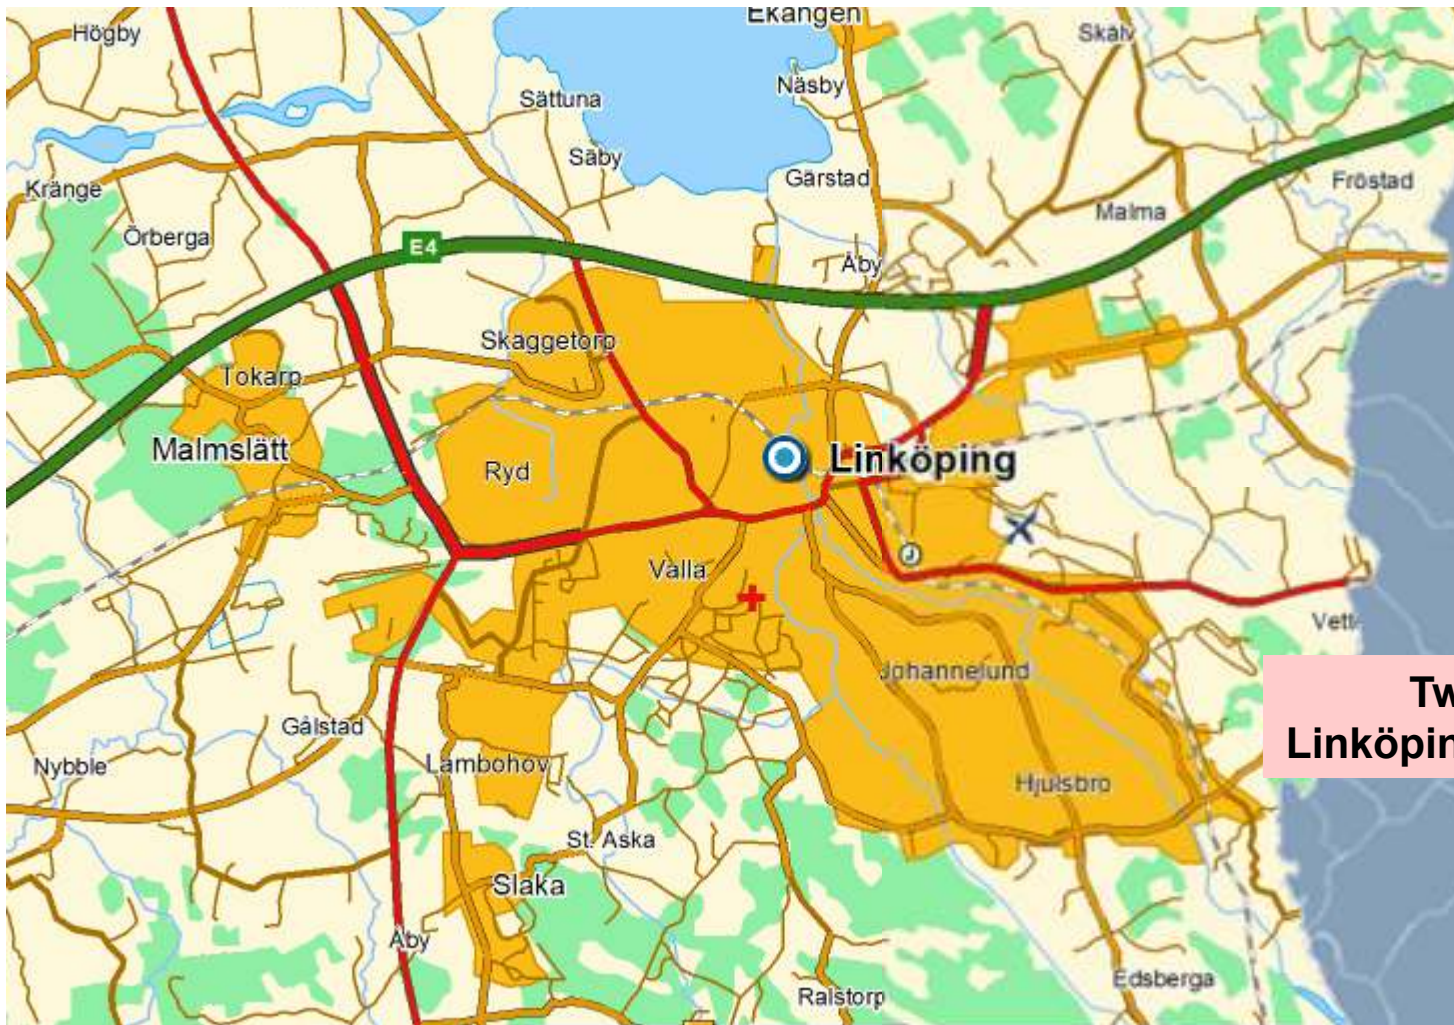 Ekängen
Högby
Skälv
Näsby
Sättuna
Säby
Gärstad
Kränge
Fröstad
Malma
Örberga
E4
Åby
Skäggetorp
Tokarp
Malmslätt
Linköping
Ryd
J
Valla
Johannelund
Gålstad
Nybble
Lambohov
Hjulsbro
St. Aska
Slaka
Åby
Edsberga
Ralstorp